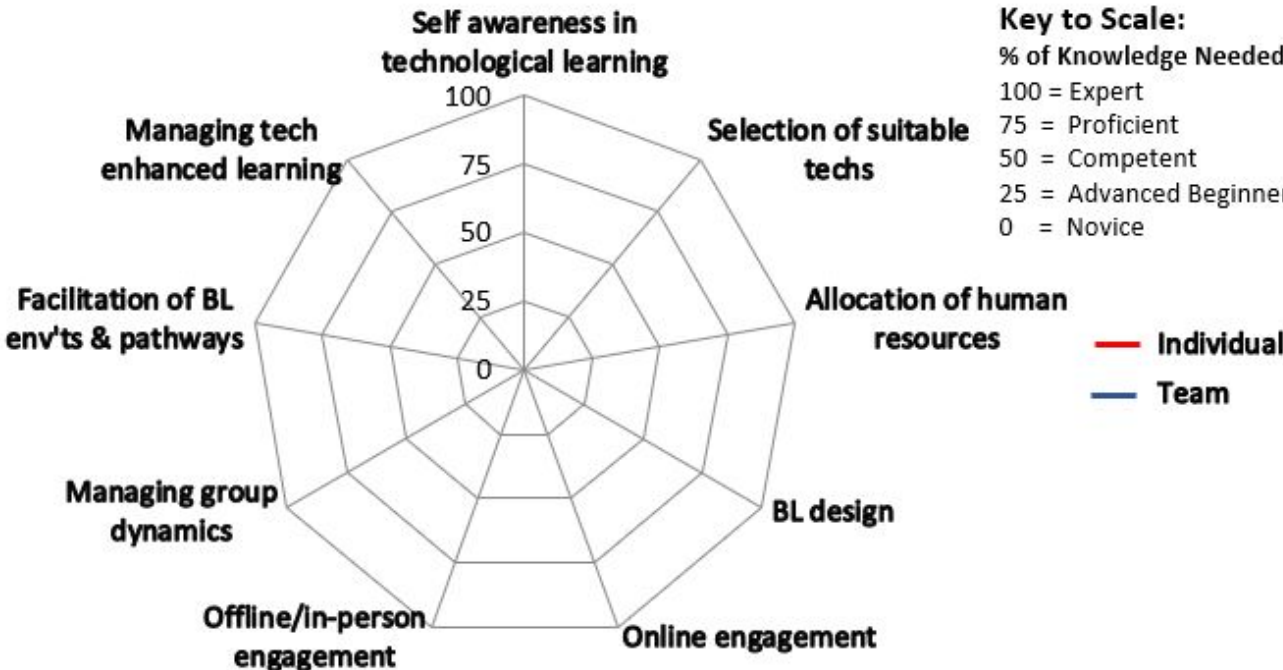 Self awareness in
technological learning
Key to Scale:
% of Knowledge Needed
100 = Expert
75 = Proficient
50 = Competent
25 = Advanced Beginner
0 = Novice
100
75
50
25
0
Selection of suitable
techs
Allocation of human
resources
Individual
Team
BL design
Online engagement
Offline/in-person
engagement
Managing group
dynamics
Facilitation of BL
env'ts & pathways
Managing tech
enhanced learning